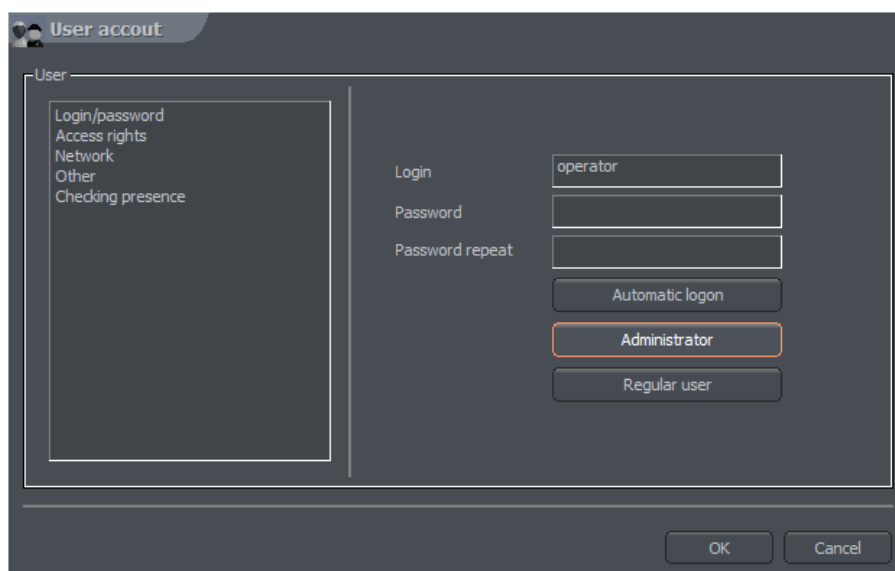 User accout
User
Login/password
Access rights
Network
Other
Checking presence
Login
operator
Password
Password repeat
Automatic logon
Administrator
Regular user
OK
Cancel